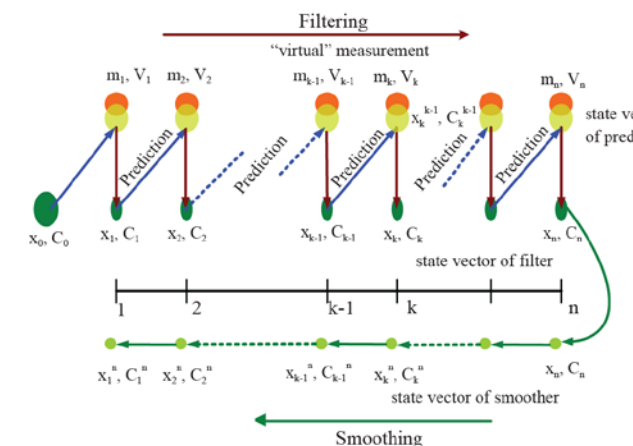 Filtering
“virtual” measurement
m₁, V₁ m₂, V₂ mₖ₋₁, Vₖ₋₁ mₖ, Vₖ mₙ, Vₙ
xₖᵏ⁻¹, Cₖᵏ⁻¹ state ve
of pred
Prediction Prediction Prediction Prediction Prediction
x₀, C₀ x₁, C₁ x₂, C₂ xₖ₋₁, Cₖ₋₁ xₖ, Cₖ xₙ, Cₙ
state vector of filter
1 2 k-1 k n
x₁ⁿ, C₁ⁿ x₂ⁿ, C₂ⁿ xₖ₋₁ⁿ, Cₖ₋₁ⁿ xₖⁿ, Cₖⁿ xₙ, Cₙ
state vector of smoother
Smoothing